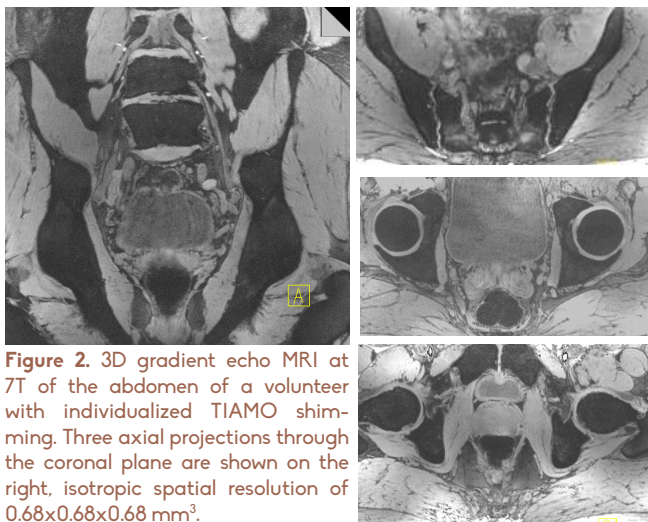 A
Figure 2. 3D gradient echo MRI at
7T of the abdomen of a volunteer
with individualized TIAMO shim-
ming. Three axial projections through
the coronal plane are shown on the
right, isotropic spatial resolution of
0.68x0.68x0.68 mm³.